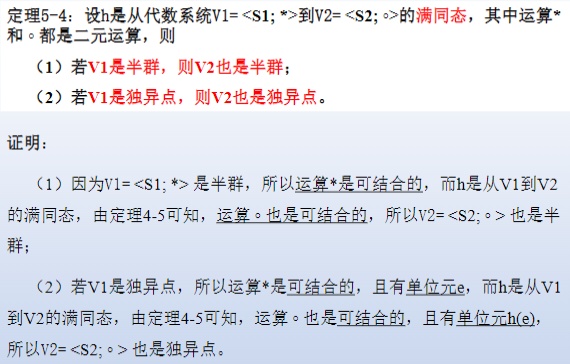 定理5-4：设h是从代数系统V1= <S1; *>到V2= <S2; ◦>的满同态，其中运算*
和◦都是二元运算，则
（1）若V1是半群，则V2也是半群；
（2）若V1是独异点，则V2也是独异点。
证明：
（1）因为V1= <S1; *> 是半群，所以运算*是可结合的，而h是从V1到V2
的满同态，由定理4-5可知，运算◦也是可结合的，所以V2= <S2; ◦> 也是半
群；
（2）若V1是独异点，所以运算*是可结合的，且有单位元e，而h是从V1
到V2的满同态，由定理4-5可知，运算◦也是可结合的，且有单位元h(e)，
所以V2= <S2; ◦> 也是独异点。